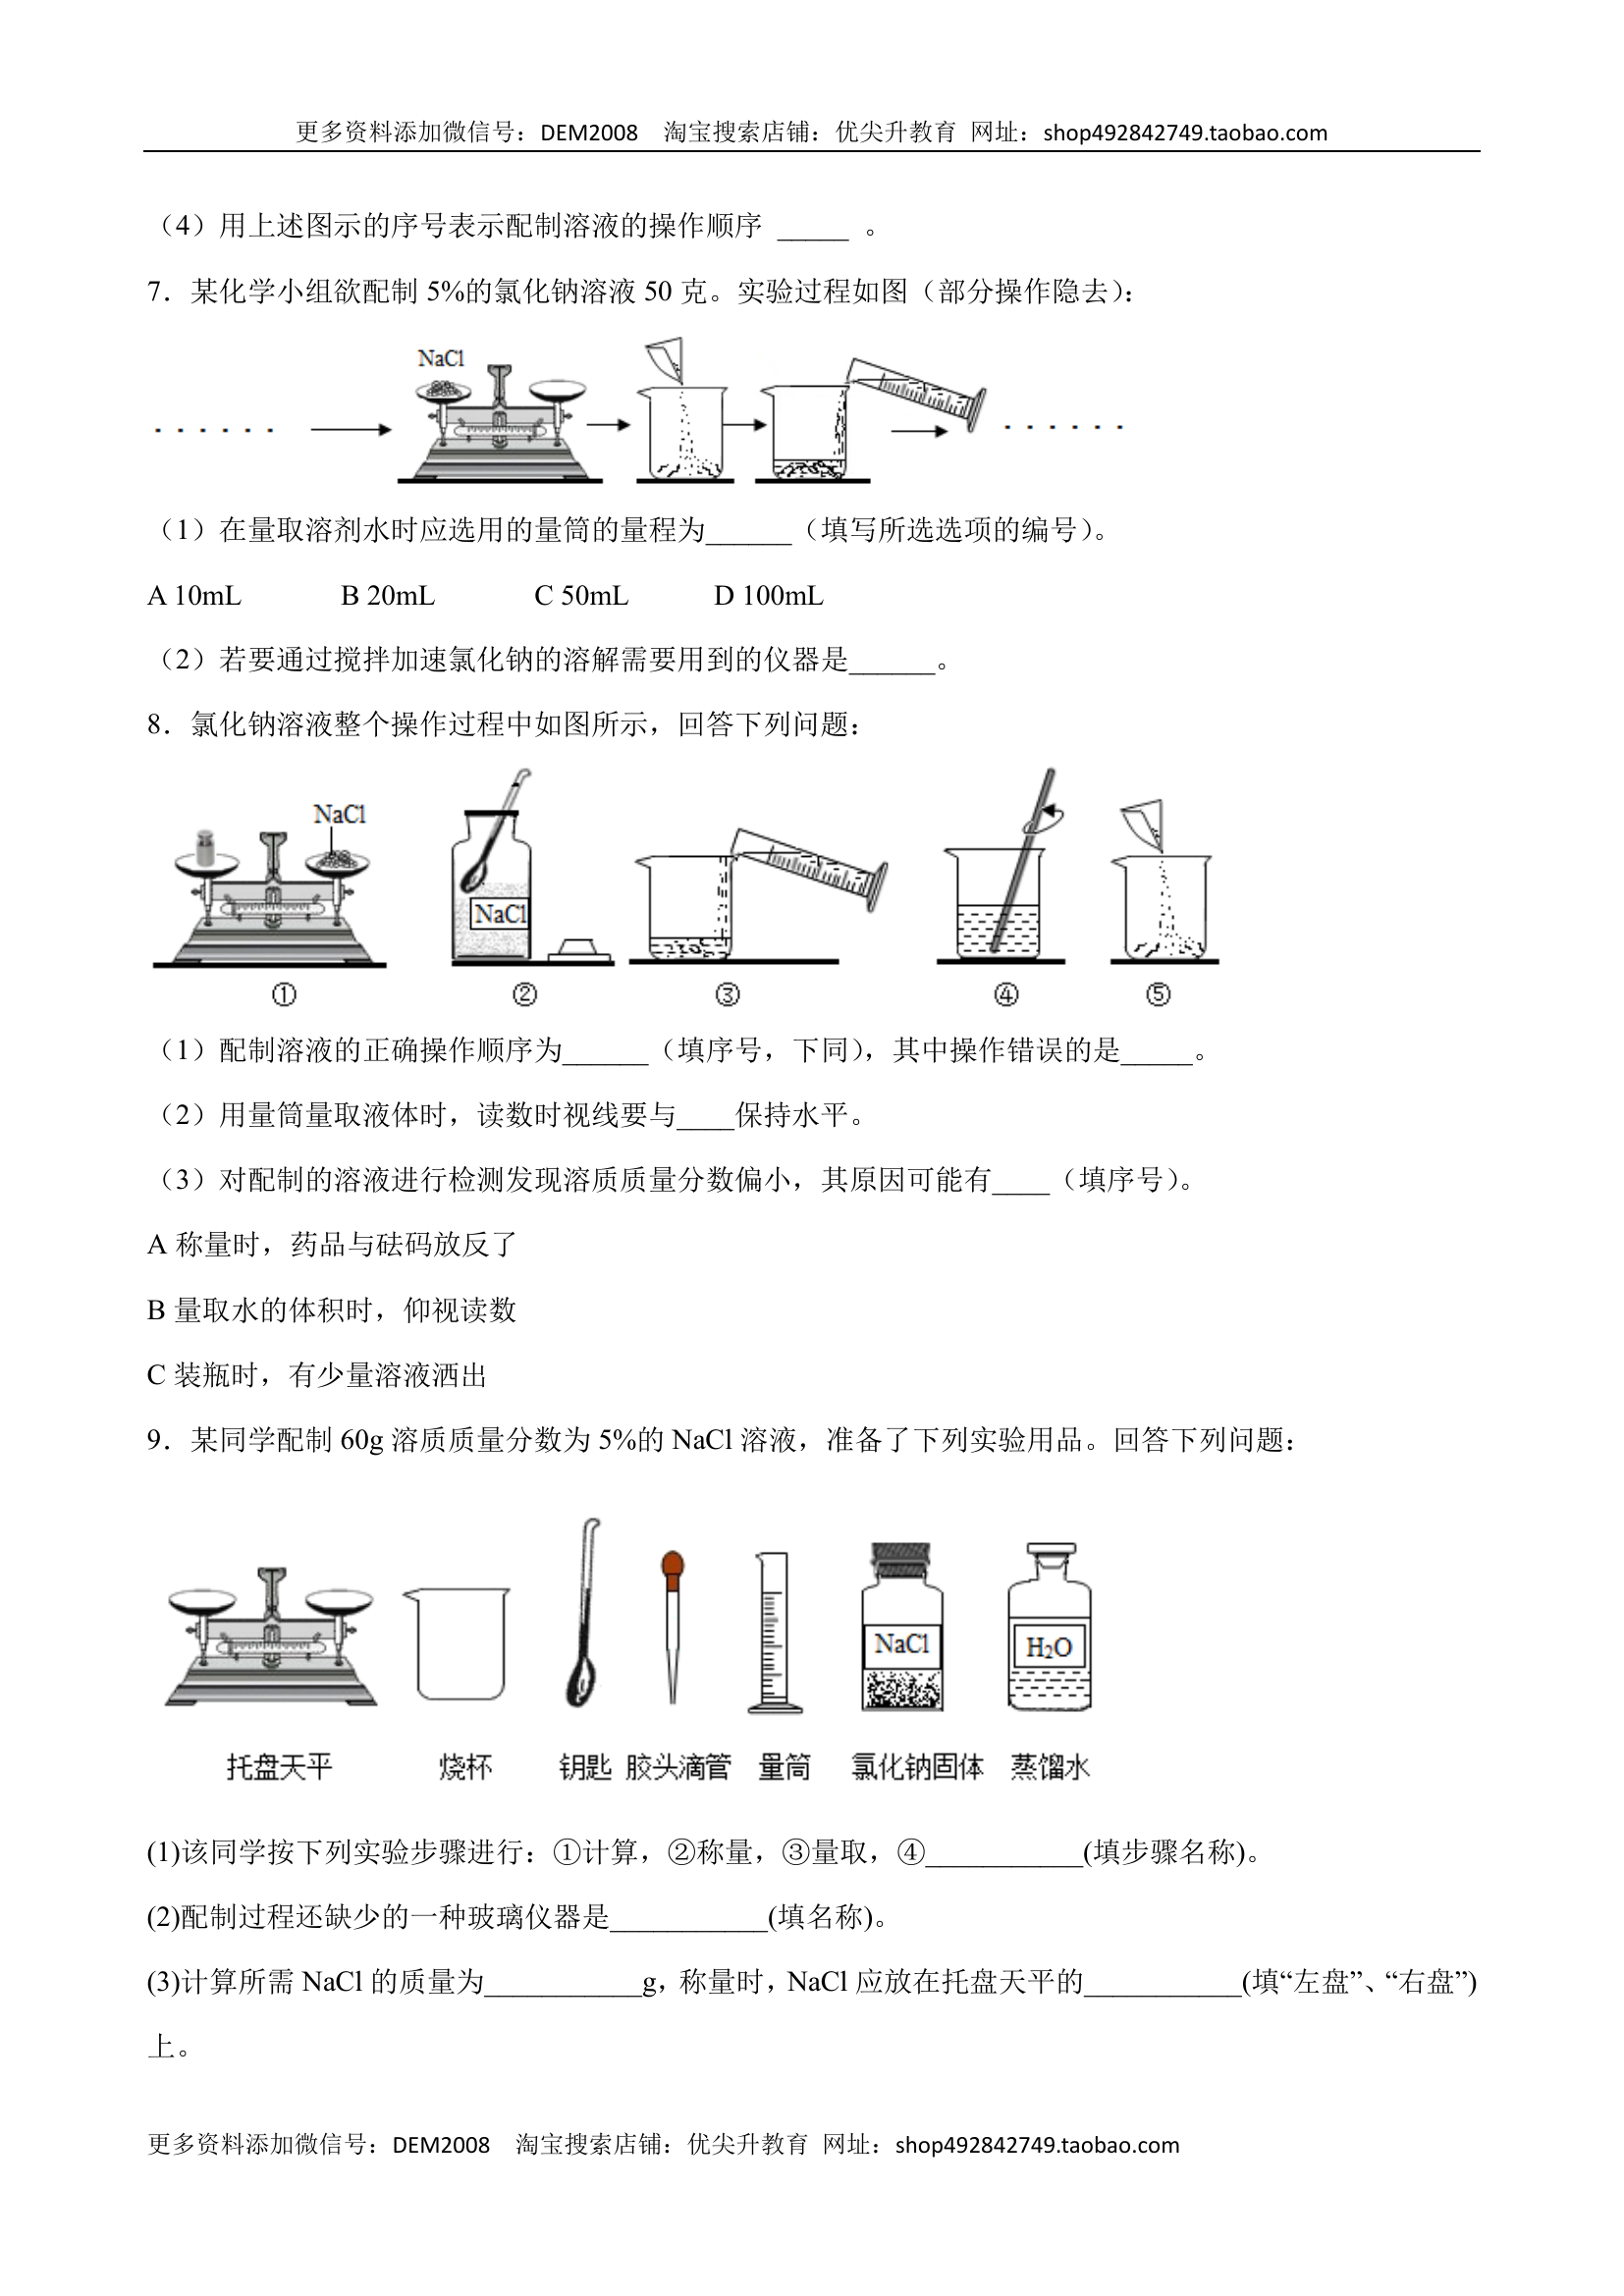 更多资料添加微信号：DEM2008 淘宝搜索店铺：优尖升教育 网址：shop492842749.taobao.com
（4）用上述图示的序号表示配制溶液的操作顺序 _____ 。
7．某化学小组欲配制 5%的氯化钠溶液 50 克。实验过程如图（部分操作隐去）：
NaCl
······ ······
（1）在量取溶剂水时应选用的量筒的量程为______（填写所选选项的编号）。
A 10mL B 20mL C 50mL D 100mL
（2）若要通过搅拌加速氯化钠的溶解需要用到的仪器是______。
8．氯化钠溶液整个操作过程中如图所示，回答下列问题：
NaCl
NaCl
① ② ③ ④ ⑤
（1）配制溶液的正确操作顺序为______（填序号，下同），其中操作错误的是_____。
（2）用量筒量取液体时，读数时视线要与____保持水平。
（3）对配制的溶液进行检测发现溶质质量分数偏小，其原因可能有____（填序号）。
A 称量时，药品与砝码放反了
B 量取水的体积时，仰视读数
C 装瓶时，有少量溶液洒出
9．某同学配制 60g 溶质质量分数为 5%的 NaCl 溶液，准备了下列实验用品。回答下列问题：
NaCl H₂O
托盘天平 烧杯 钥匙 胶头滴管 量筒 氯化钠固体 蒸馏水
(1)该同学按下列实验步骤进行：①计算，②称量，③量取，④___________(填步骤名称)。
(2)配制过程还缺少的一种玻璃仪器是___________(填名称)。
(3)计算所需 NaCl 的质量为___________g，称量时，NaCl 应放在托盘天平的___________(填“左盘”、“右盘”)
上。
更多资料添加微信号：DEM2008 淘宝搜索店铺：优尖升教育 网址：shop492842749.taobao.com